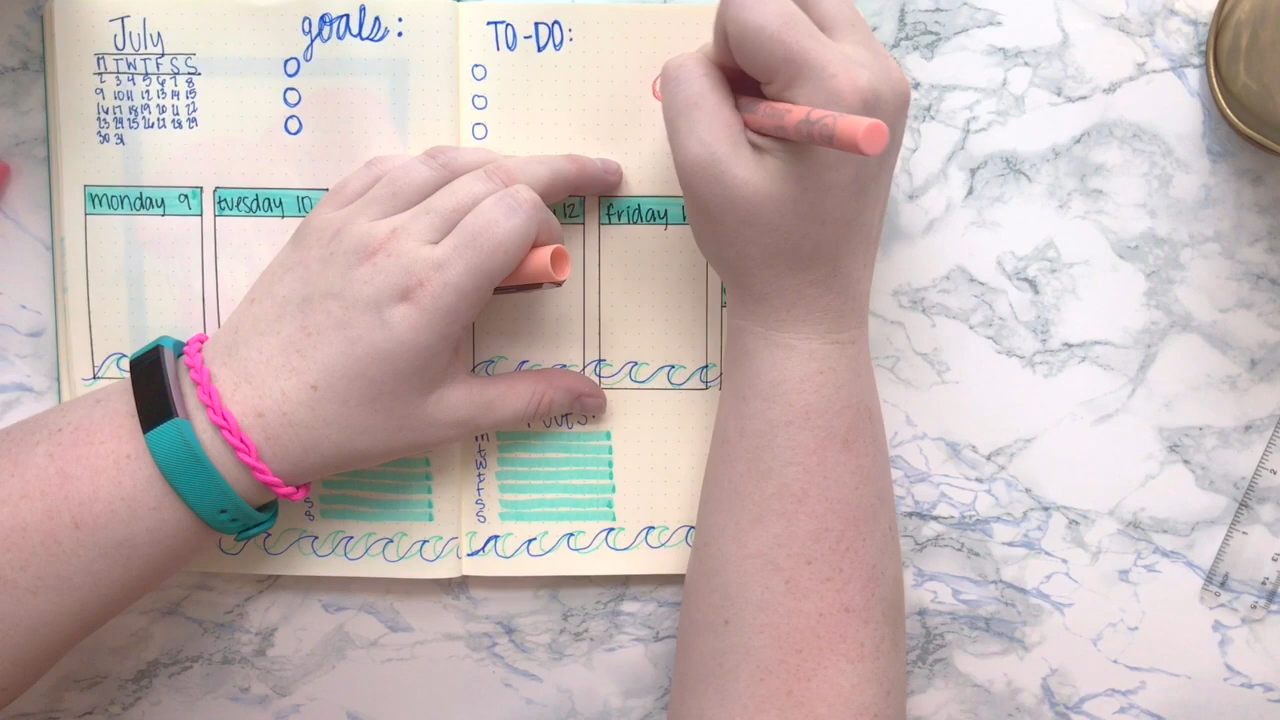 July
goals:
TO-DO:
M T W T F S S
2 3 4 5 6 7 8
9 10 11 12 13 14 15
16 17 18 19 20 21 22
23 24 25 26 27 28 29
30 31
monday 9
tuesday 10
12
friday
M
T
W
T
F
S
S
S
S